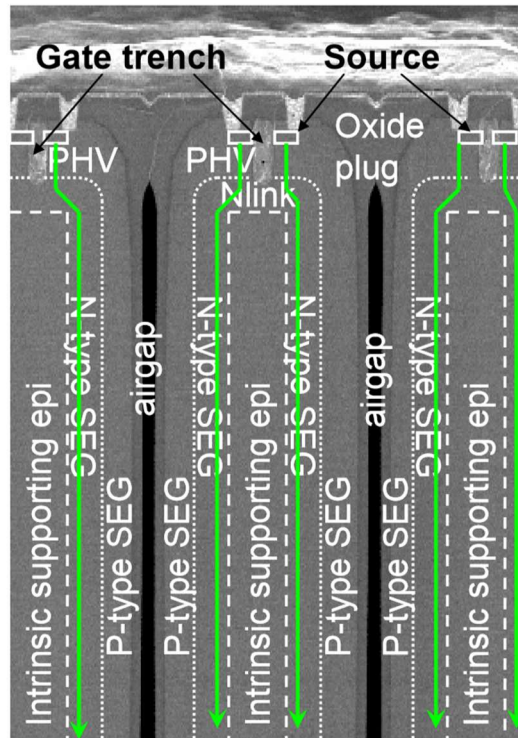 Gate trench
Source
Oxide
plug
PHV
PHV
Nlink
Intrinsic supporting epi
N-type SEG
P-type SEG
airgap
P-type SEG
N-type SEG
Intrinsic supporting epi
N-type SEG
P-type SEG
airgap
P-type SEG
N-type SEG
Intrinsic supporting epi